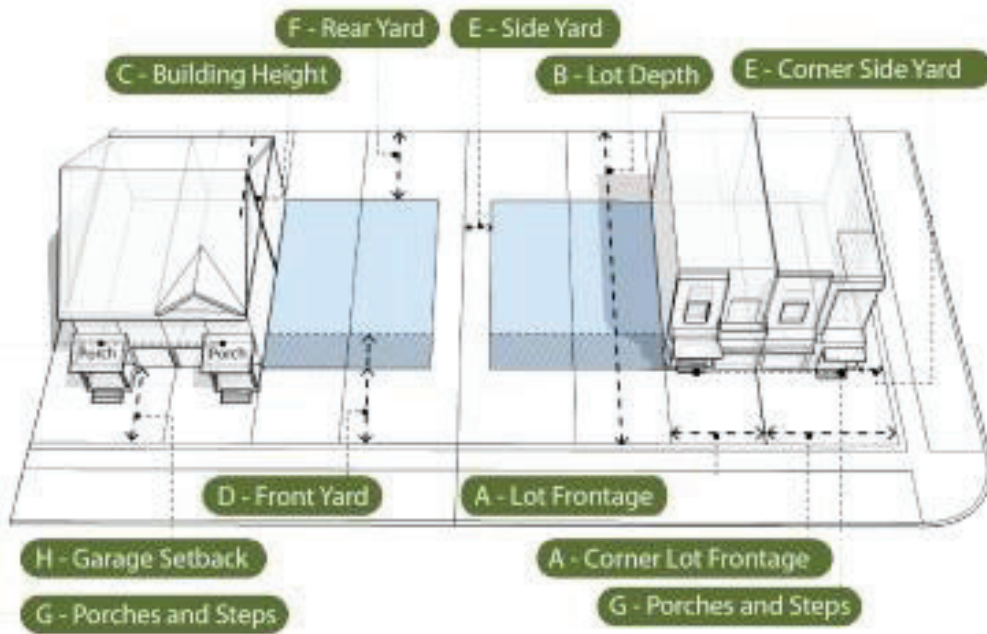 F - Rear Yard
E - Side Yard
C - Building Height
B - Lot Depth
E - Corner Side Yard
Porch
Porch
D - Front Yard
A - Lot Frontage
H - Garage Setback
A - Corner Lot Frontage
G - Porches and Steps
G - Porches and Steps